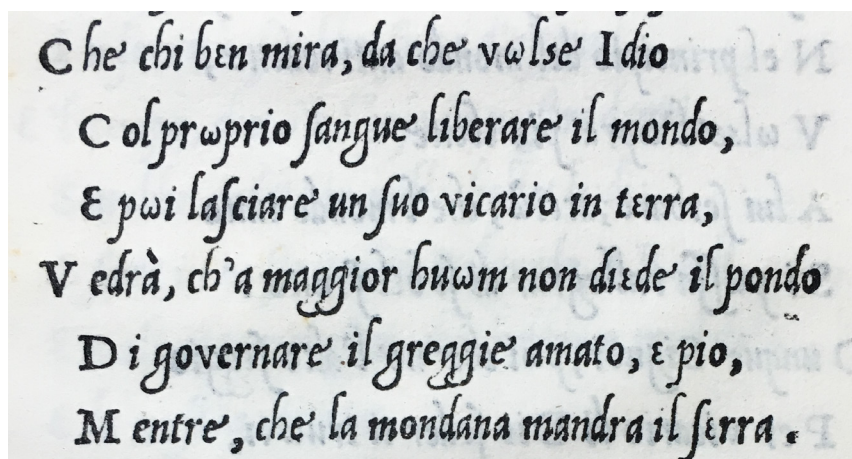 Che chi bεn mira, da che vωlse Idio
Col prωprio ſangue liberare il mondo,
Ɛ pωi laſciare un ſuo vicario in tεrra,
Vedrà, ch'a maggior huωm non diεde il pondo
Di governare il greggie amato, ε pio,
Mentre, che la mondana mandra il ſεrra.